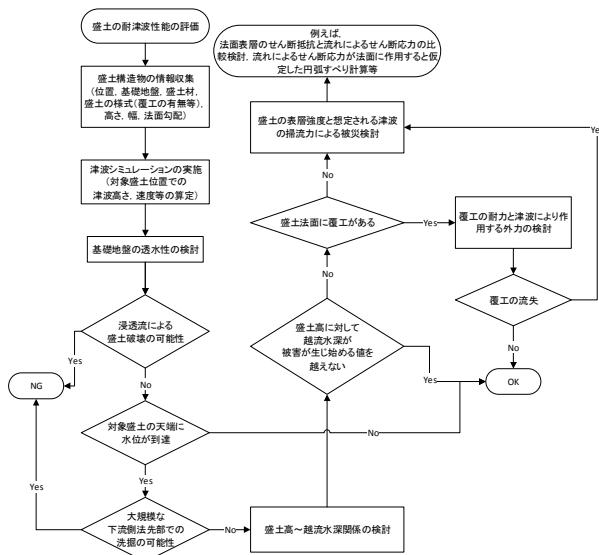 盛土の耐津波性能の評価
盛土構造物の情報収集
(位置, 基礎地盤, 盛土材,
盛土の様式(覆工の有無等),
高さ, 幅, 法面勾配)
津波シミュレーションの実施
(対象盛土位置での
津波高さ, 速度等の算定)
基礎地盤の透水性の検討
浸透流による
盛土破壊の可能性
Yes
No
NG
対象盛土の天端に
水位が到達
No
Yes
Yes
大規模な
下流側法先部での
洗掘の可能性
No
盛土高～越流水深関係の検討
盛土高に対して
越流水深が
被害が生じ始める値を
越えない
Yes
No
盛土法面に覆工がある
Yes
No
覆工の耐力と津波により作
用する外力の検討
覆工の流失
Yes
No
OK
盛土の表層強度と想定される津波
の掃流力による被災検討
例えば,
法面表層のせん断抵抗と流れによるせん断応力の比
較検討, 流れによるせん断応力が法面に作用すると仮
定した円弧すべり計算等